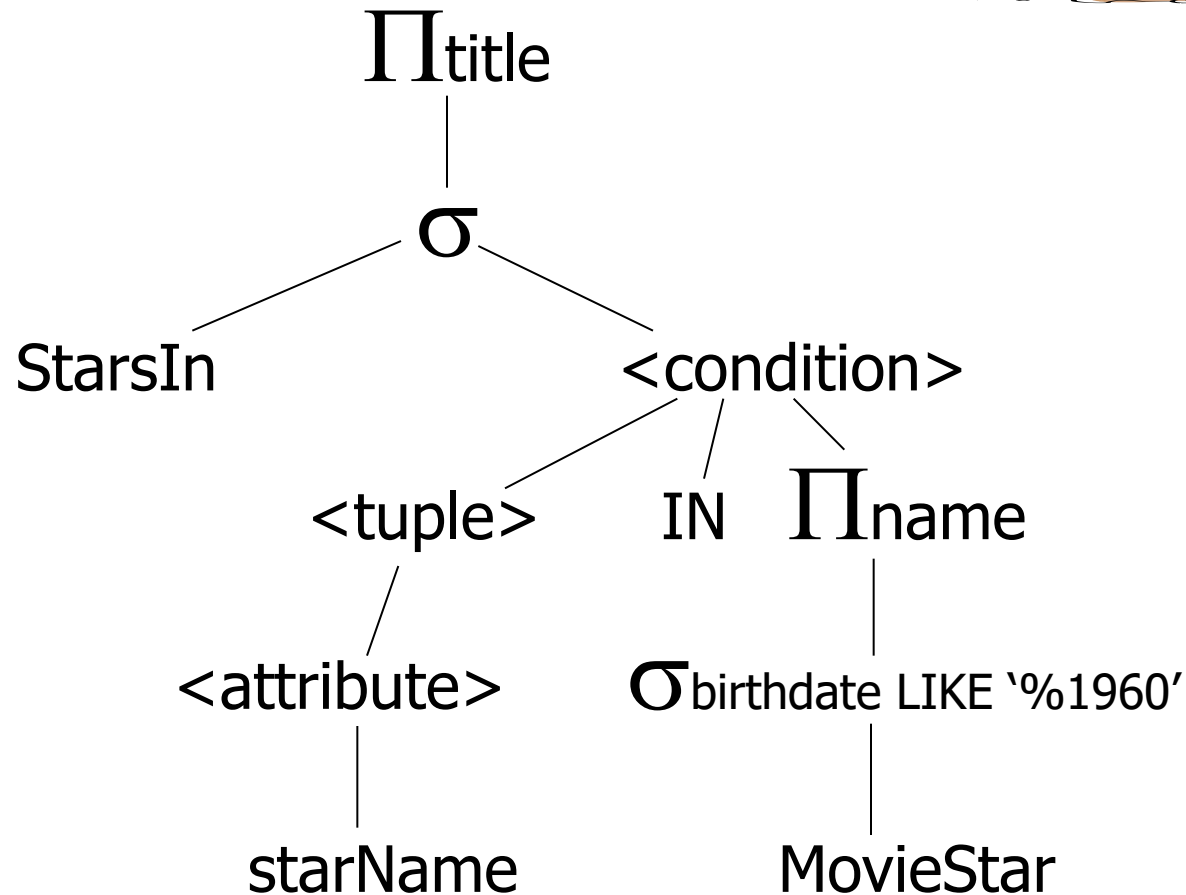 Πtitle
σ
StarsIn <condition>
<tuple> IN Πname
<attribute> σbirthdate LIKE ‘%1960’
starName MovieStar